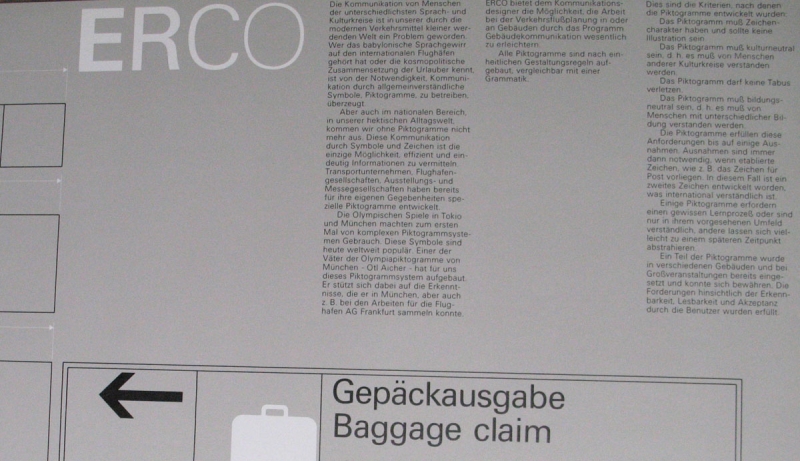 ERCO
Die Kommunikation von Menschen
der unterschiedlichsten Sprach- und
Kulturkreise ist in unserer durch die
modernen Verkehrsmittel kleiner wer-
denden Welt ein Problem geworden.
Wer das babylonische Sprachgewirr
auf den internationalen Flughäfen
gehört hat oder die kosmopolitische
Zusammensetzung der Urlauber kennt,
ist von der Notwendigkeit, Kommuni-
kation durch allgemeinverständliche
Symbole, Piktogramme, zu betreiben,
überzeugt.
Aber auch im nationalen Bereich,
in unserer hektischen Alltagswelt,
kommen wir ohne Piktogramme nicht
mehr aus. Diese Kommunikation
durch Symbole und Zeichen ist die
einzige Möglichkeit, effizient und ein-
deutig Informationen zu vermitteln.
Transportunternehmen, Flughafen-
gesellschaften, Ausstellungs- und
Messegesellschaften haben bereits
für ihre eigenen Gegebenheiten spe-
zielle Piktogramme entwickelt.
Die Olympischen Spiele in Tokio
und München machten zum ersten
Mal von komplexen Piktogrammsyste-
men Gebrauch. Diese Symbole sind
heute weltweit populär. Einer der
Väter der Olympiapiktogramme von
München - Otl Aicher - hat für uns
dieses Piktogrammsystem aufgebaut.
Er stützt sich dabei auf die Erkennt-
nisse, die er in München, aber auch
z. B. bei den Arbeiten für die Flug-
hafen AG Frankfurt sammeln konnte.
ERCO bietet dem Kommunikations-
designer die Möglichkeit, die Arbeit
bei der Verkehrsflußplanung in oder
an Gebäuden durch das Programm
Gebäudekommunikation wesentlich
zu erleichtern.
Alle Piktogramme sind nach ein-
heitlichen Gestaltungsregeln auf-
gebaut, vergleichbar mit einer
Grammatik.
Dies sind die Kriterien, nach denen
die Piktogramme entwickelt wurden:
Das Piktogramm muß Zeichen-
charakter haben und sollte keine
Illustration sein.
Das Piktogramm muß kulturneutral
sein, d. h. es muß von Menschen
anderer Kulturkreise verstanden
werden.
Das Piktogramm darf keine Tabus
verletzen.
Das Piktogramm muß bildungs-
neutral sein, d. h. es muß von
Menschen mit unterschiedlicher Bil-
dung verstanden werden.
Die Piktogramme erfüllen diese
Anforderungen bis auf einige Aus-
nahmen. Ausnahmen sind immer
dann notwendig, wenn etablierte
Zeichen, wie z. B. das Zeichen für
Post vorliegen. In diesem Fall ist ein
zweites Zeichen entwickelt worden,
was international verständlich ist.
Einige Piktogramme erfordern
einen gewissen Lernprozeß oder sind
nur in ihrem vorgesehenen Umfeld
verständlich, andere lassen sich viel-
leicht zu einem späteren Zeitpunkt
abstrahieren.
Ein Teil der Piktogramme wurde
in verschiedenen Gebäuden und bei
Großveranstaltungen bereits einge-
setzt und konnte sich bewähren. Die
Forderungen hinsichtlich der Erkenn-
barkeit, Lesbarkeit und Akzeptanz
durch die Benutzer wurden erfüllt.
Gepäckausgabe
Baggage claim